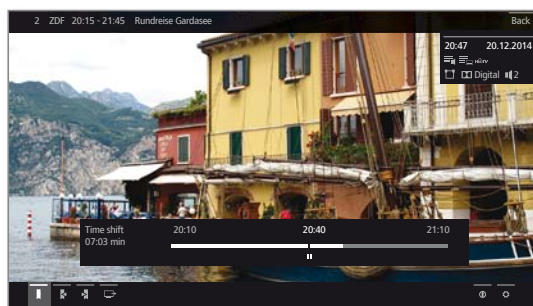 2 ZDF 20:15 - 21:45 Rundreise Gardasee Back
20:47 20.12.2014
HbbTV
Digital 2
Time shift 20:10 20:40 21:10
07:03 min